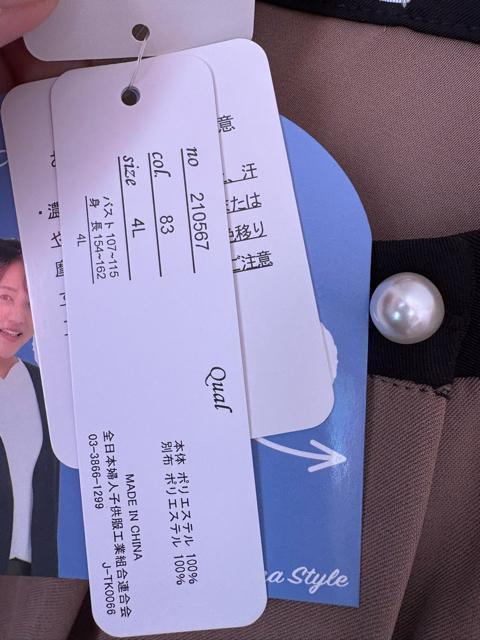 no 210567
col. 83
size 4L
バスト 107~115
身 長 154~162
4L
Qual
本体 ポリエステル 100%
別布 ポリエステル 100%
MADE IN CHINA
全日本婦人子供服工業組合連合会
03-3866-1299
J-TK0066
意
、汗
たは
色移り
ご注意
a Style